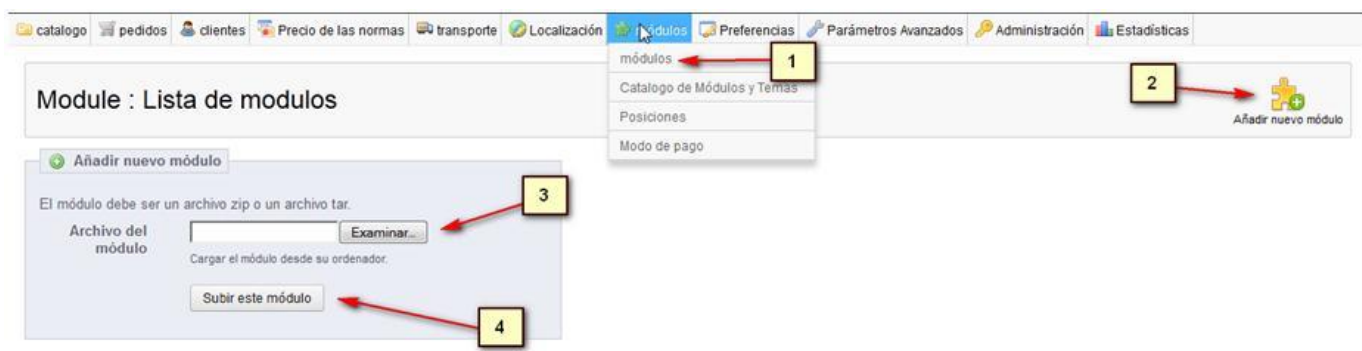 catalogo pedidos clientes Precio de las normas transporte Localización módulos Preferencias Parámetros Avanzados Administración Estadísticas
módulos
1
Catalogo de Módulos y Temas
Posiciones
Modo de pago
Module : Lista de modulos
2
Añadir nuevo módulo
Añadir nuevo módulo
El módulo debe ser un archivo zip o un archivo tar.
3
Archivo del módulo
Examinar...
Cargar el módulo desde su ordenador.
Subir este módulo
4